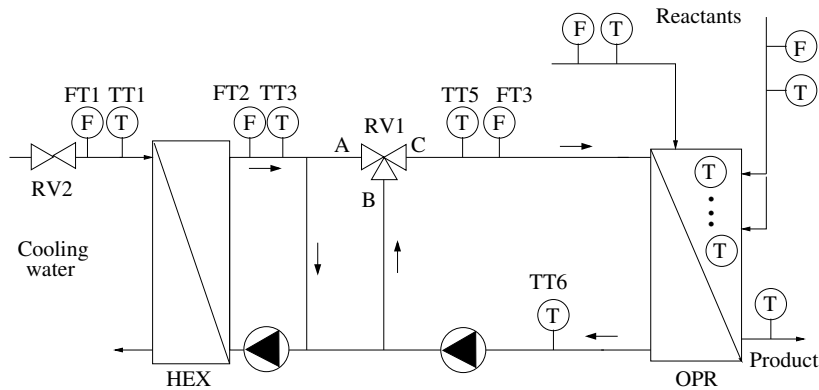 Reactants
F T
F
FT1 TT1 FT2 TT3 TT5 FT3
T
F T F T T F
RV1
A C
RV2
B
T
Cooling
water
T
TT6
T
T
HEX OPR
Product